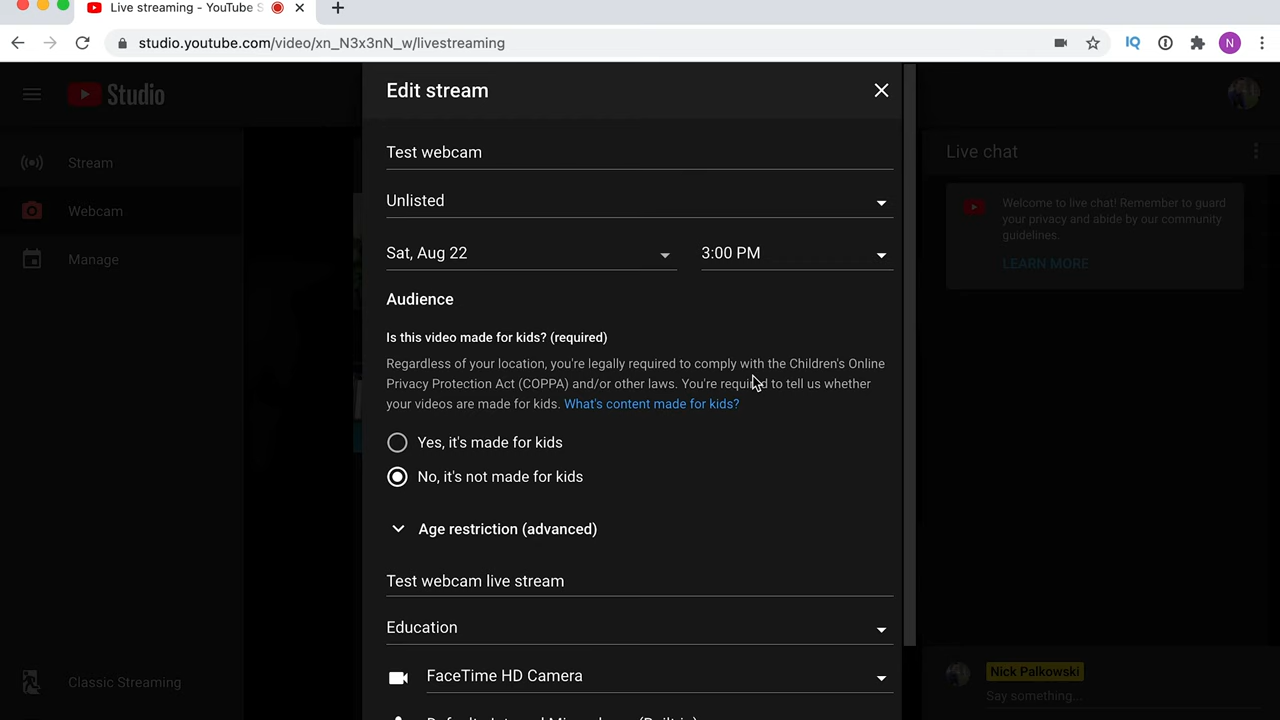 Live streaming - YouTube S
studio.youtube.com/video/xn_N3x3nN_w/livestreaming
IQ
N
Studio
Stream
Webcam
Manage
Classic Streaming
Edit stream
Test webcam
Unlisted
Sat, Aug 22
3:00 PM
Audience
Is this video made for kids? (required)
Regardless of your location, you're legally required to comply with the Children's Online
Privacy Protection Act (COPPA) and/or other laws. You're required to tell us whether
your videos are made for kids. What's content made for kids?
Yes, it's made for kids
No, it's not made for kids
Age restriction (advanced)
Test webcam live stream
Education
FaceTime HD Camera
Default - Internal Microphone (Built-in)
Live chat
Welcome to live chat! Remember to guard
your privacy and abide by our community
guidelines.
LEARN MORE
Nick Palkowski
Say something...